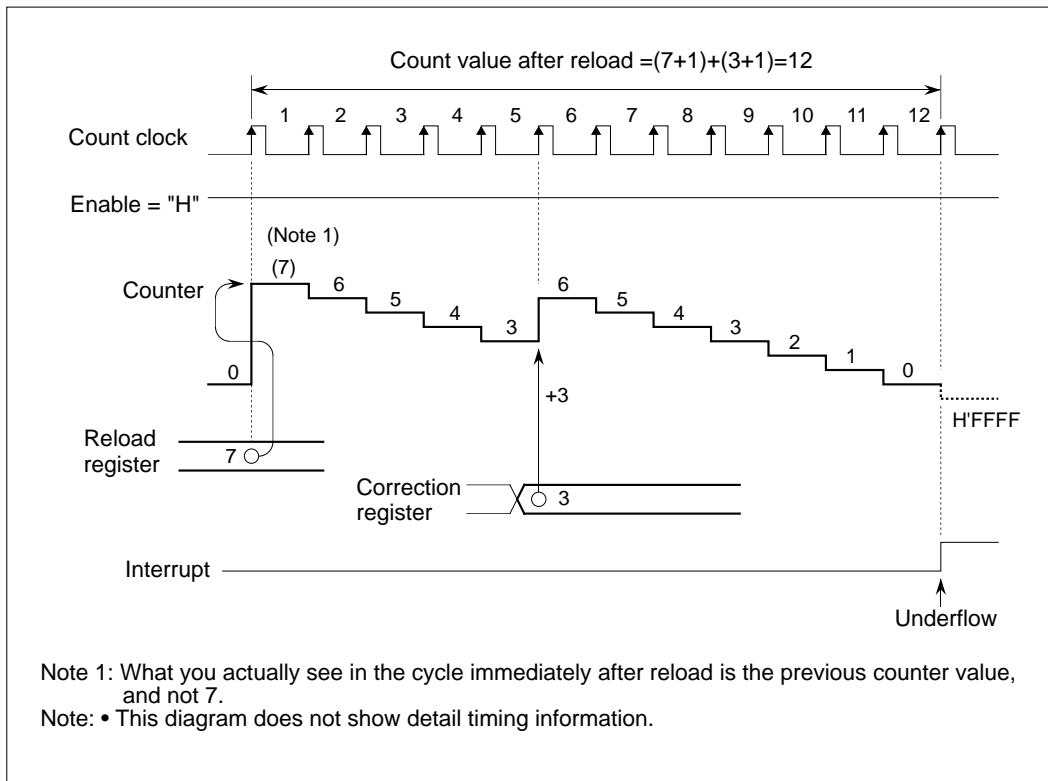 Count value after reload =(7+1)+(3+1)=12
1 2 3 4 5 6 7 8 9 10 11 12
Count clock
Enable = "H"
(Note 1)
Counter
(7)
6
5
4
3
6
5
4
3
2
1
0
0
+3
H'FFFF
Reload
register
7
Correction
register
3
Interrupt
Underflow
Note 1: What you actually see in the cycle immediately after reload is the previous counter value,
and not 7.
Note: • This diagram does not show detail timing information.